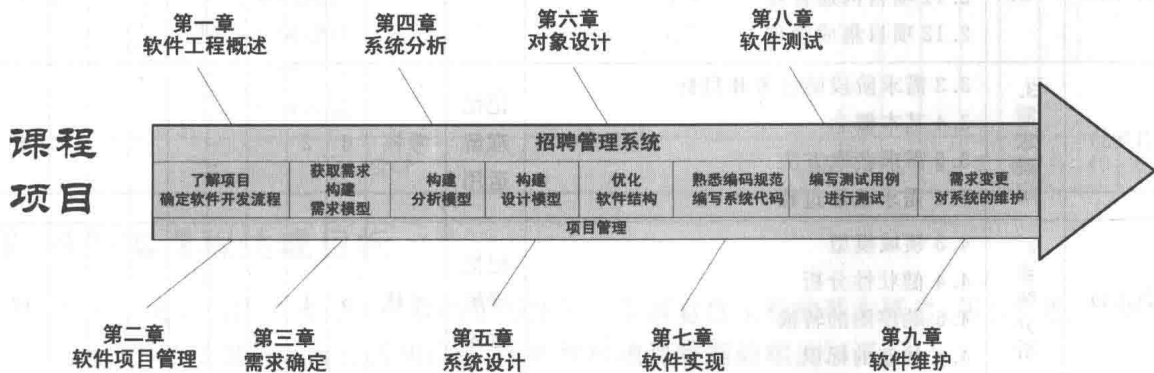 第一章
软件工程概述
第四章
系统分析
第六章
对象设计
第八章
软件测试
课程
项目
招聘管理系统
了解项目
确定软件开发流程
获取需求
构建
需求模型
构建
分析模型
构建
设计模型
优化
软件结构
熟悉编码规范
编写系统代码
编写测试用例
进行测试
需求变更
对系统的维护
项目管理
第二章
软件项目管理
第三章
需求确定
第五章
系统设计
第七章
软件实现
第九章
软件维护